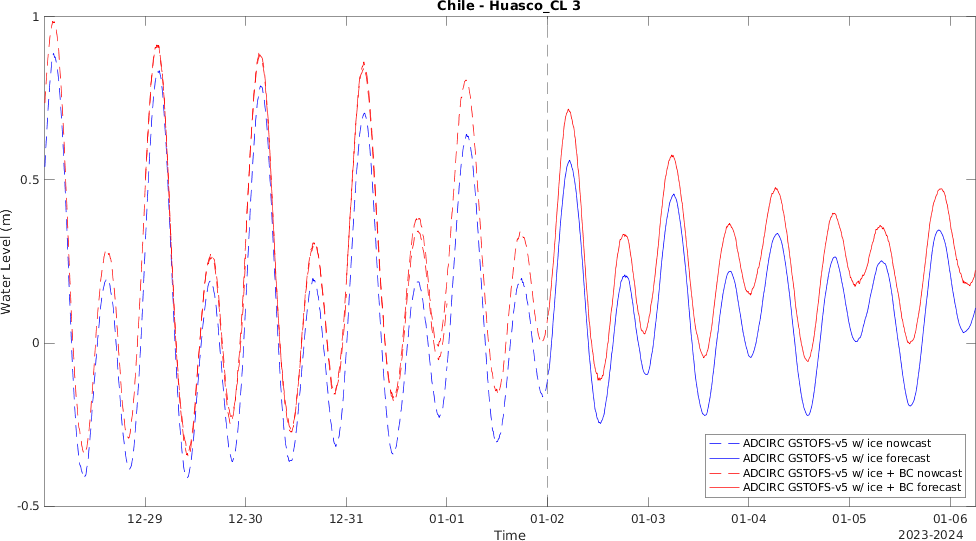 Chile - Huasco_CL 3
1
0.5
0
-0.5
Water Level (m)
12-29 12-30 12-31 01-01 01-02 01-03 01-04 01-05 01-06
Time
2023-2024
ADCIRC GSTOFS-v5 w/ ice nowcast
ADCIRC GSTOFS-v5 w/ ice forecast
ADCIRC GSTOFS-v5 w/ ice + BC nowcast
ADCIRC GSTOFS-v5 w/ ice + BC forecast